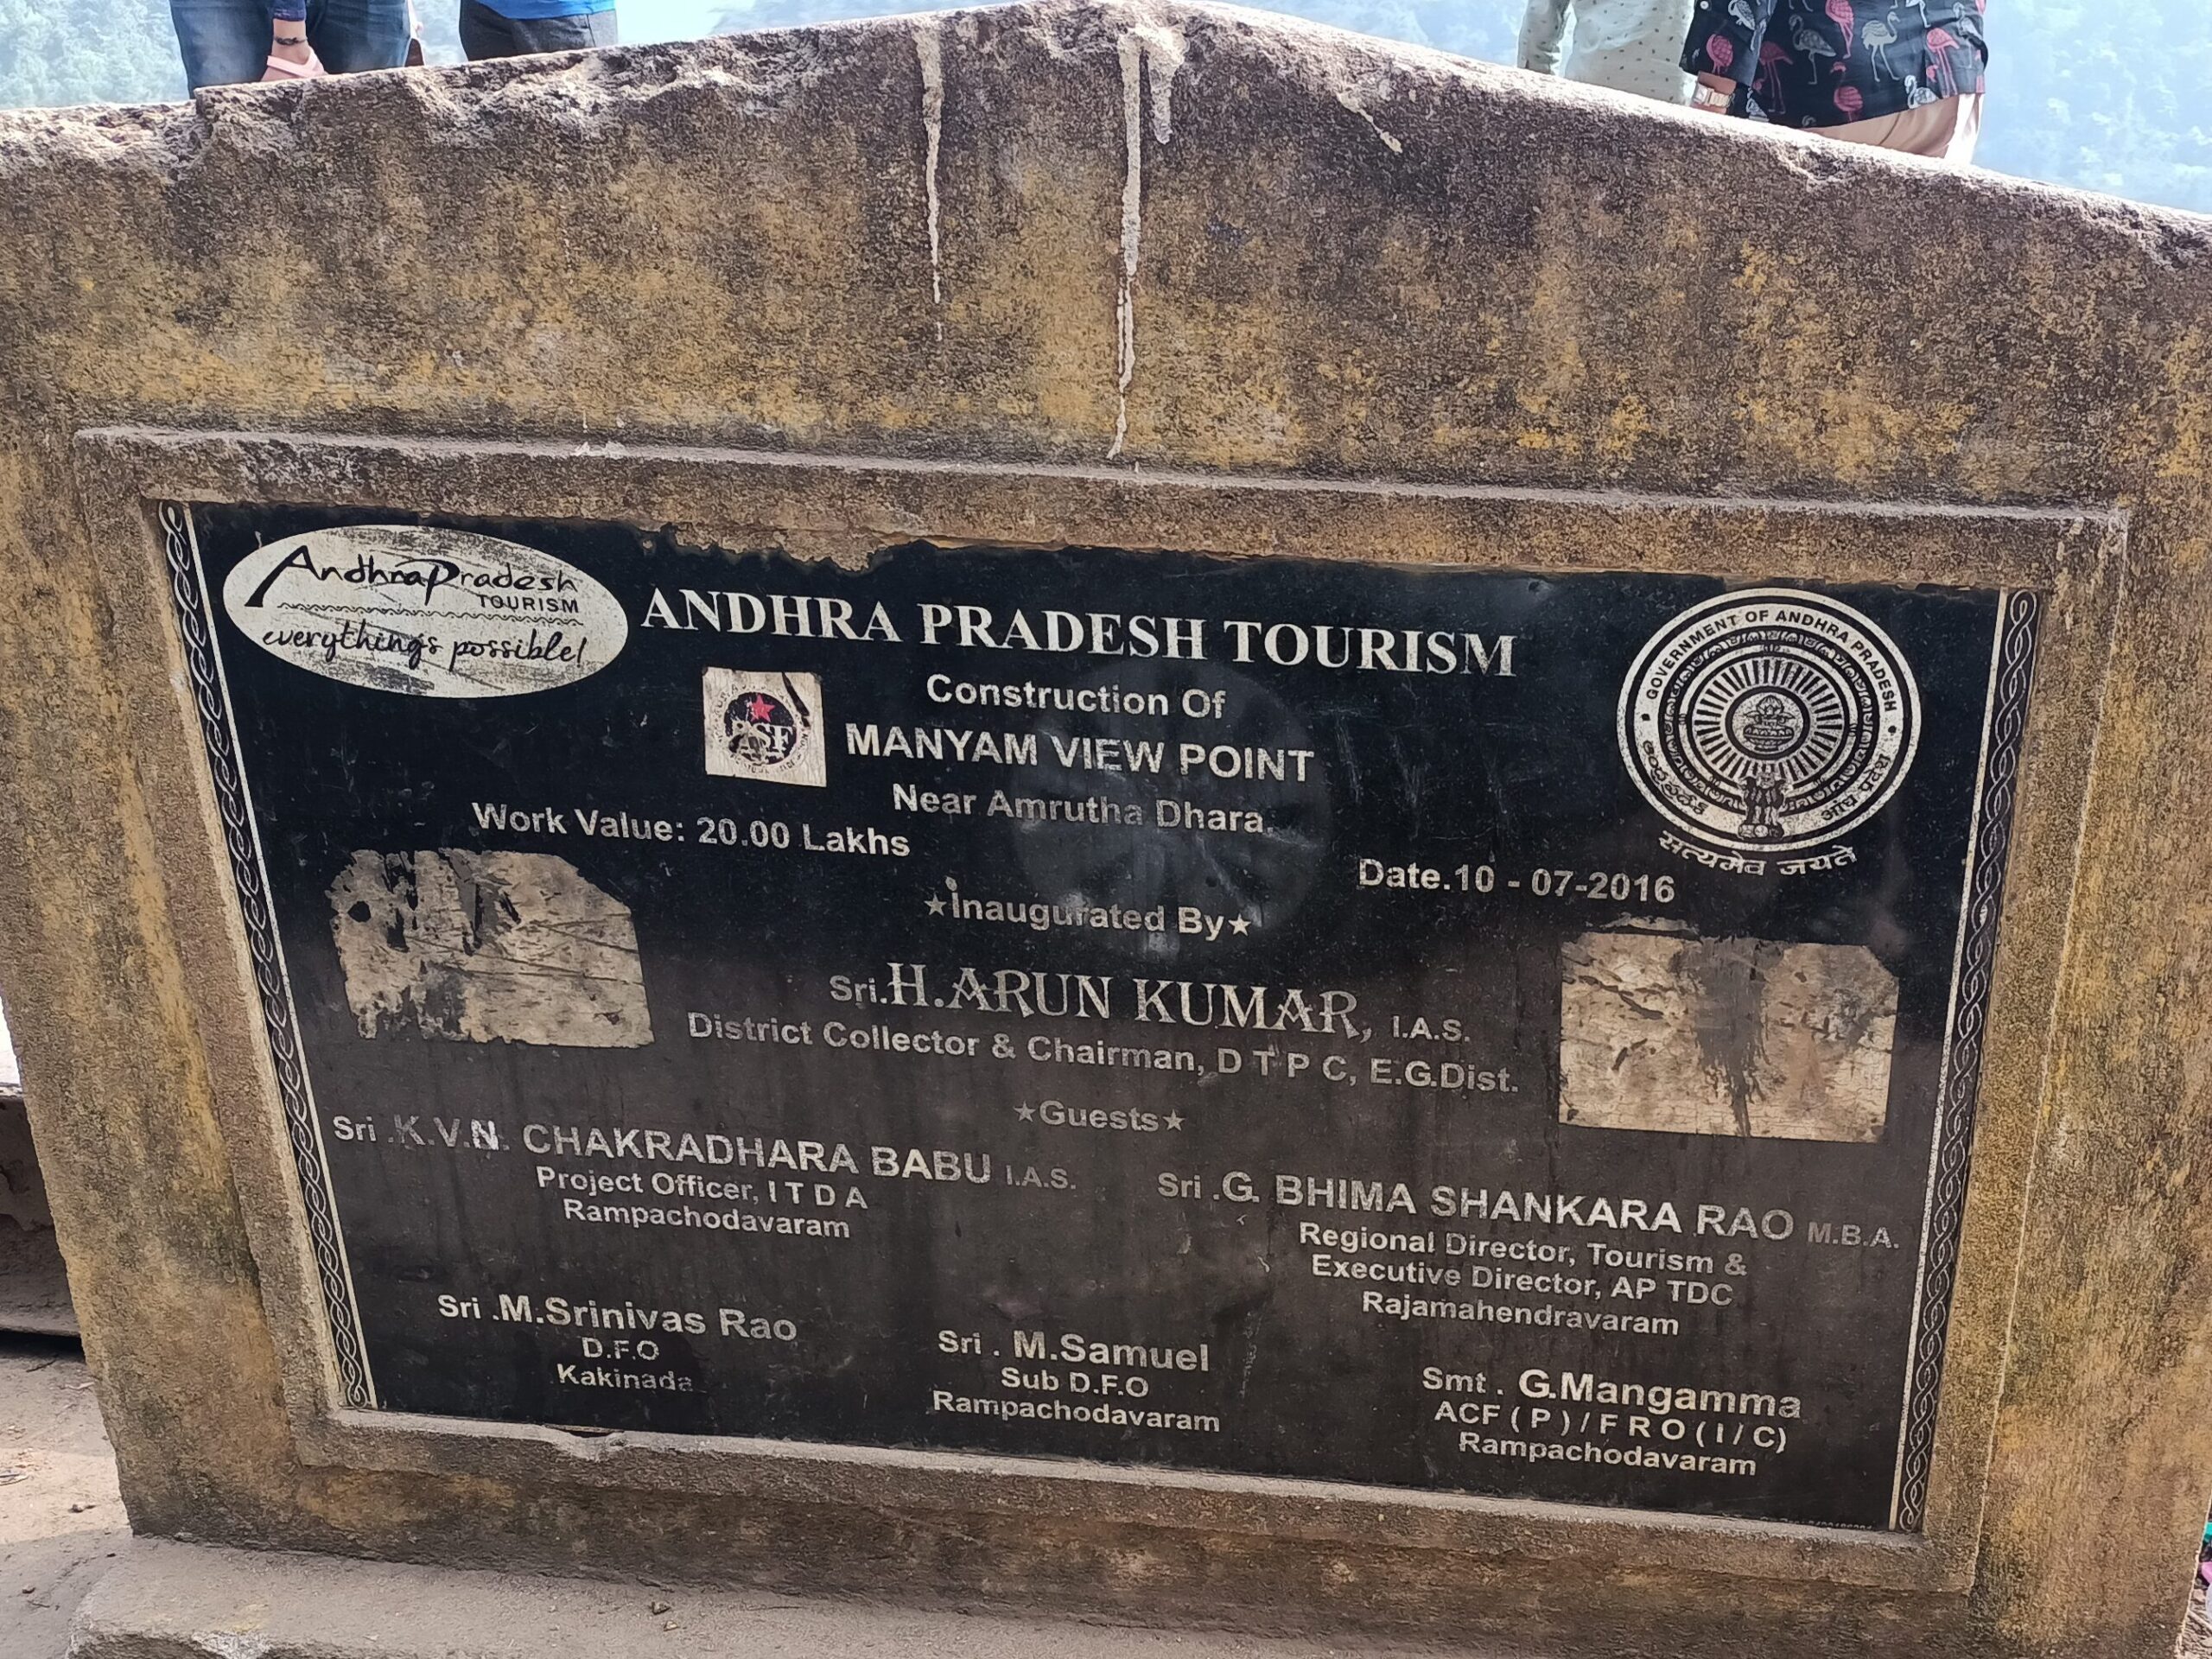 Andhra Pradesh
TOURISM
everything's possible!
ANDHRA PRADESH TOURISM
GOVERNMENT OF ANDHRA PRADESH
सत्यमेव जयते
Construction Of
MANYAM VIEW POINT
Near Amrutha Dhara.
Work Value: 20.00 Lakhs
Date.10 - 07-2016
★Inaugurated By★
Sri.H.ARUN KUMAR, I.A.S.
District Collector & Chairman, D T P C, E.G.Dist.
★Guests★
Sri .K.V.N. CHAKRADHARA BABU I.A.S.
Project Officer, I T D A
Rampachodavaram
Sri .G. BHIMA SHANKARA RAO M.B.A.
Regional Director, Tourism &
Executive Director, AP TDC
Rajamahendravaram
Sri .M.Srinivas Rao
D.F.O
Kakinada
Sri . M.Samuel
Sub D.F.O
Rampachodavaram
Smt . G.Mangamma
ACF ( P ) / F R O ( I / C)
Rampachodavaram